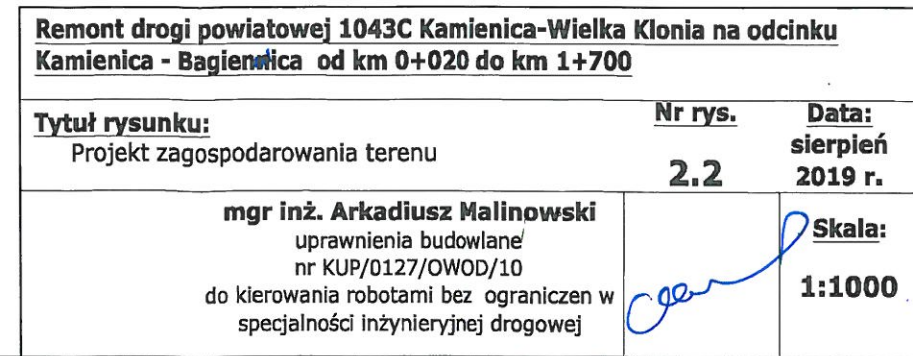 Remont drogi powiatowej 1043C Kamienica-Wielka Klonia na odcinku
Kamienica - Bagiennica od km 0+020 do km 1+700
Tytuł rysunku:
Projekt zagospodarowania terenu
Nr rys.
2.2
Data:
sierpień
2019 r.
mgr inż. Arkadiusz Malinowski
uprawnienia budowlane
nr KUP/0127/OWOD/10
do kierowania robotami bez ograniczen w
specjalności inżynieryjnej drogowej
Skala:
1:1000